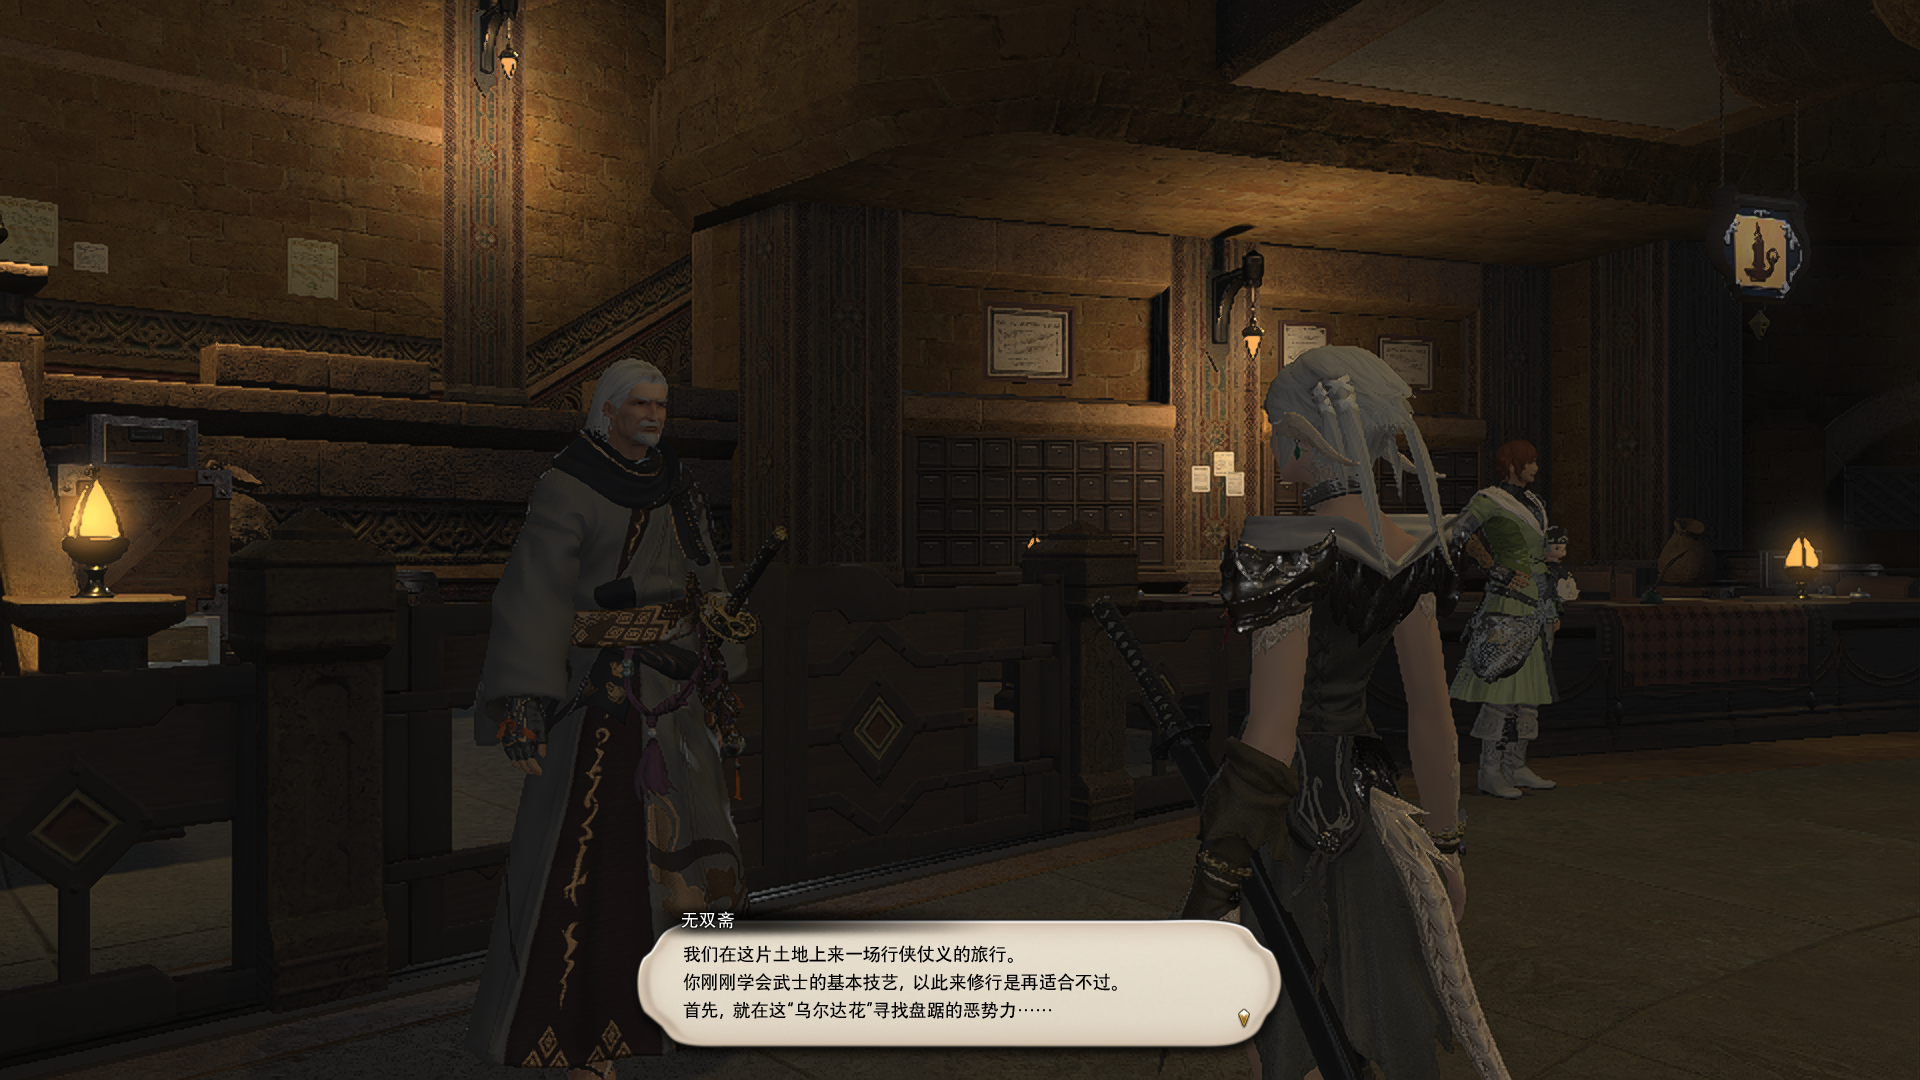 无双斋
我们在这片土地上来一场行侠仗义的旅行。
你刚刚学会武士的基本技艺，以此来修行是再适合不过。
首先，就在这“乌尔达花”寻找盘踞的恶势力……